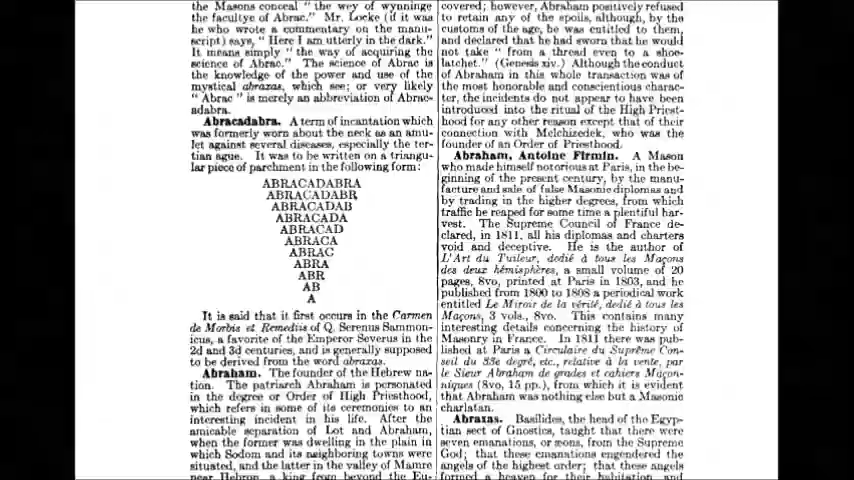 the Masons conceal "the wey of wynninge
the facultye of Abrac." Mr. Locke (if it was
he who wrote a commentary on the manu-
script) says, "Here I am utterly in the dark."
It means simply "the way of acquiring the
science of Abrac." The science of Abrac is
the knowledge of the power and use of the
mystical abraxas, which see; or very likely
"Abrac" is merely an abbreviation of Abrac-
adabra.
Abracadabra. A term of incantation which
was formerly worn about the neck as an amu-
let against several diseases, especially the ter-
tian ague. It was to be written on a triangu-
lar piece of parchment in the following form:
ABRACADABRA
ABRACADABR
ABRACADAB
ABRACADA
ABRACAD
ABRACA
ABRAC
ABRA
ABR
AB
A
It is said that it first occurs in the Carmen
de Morbis et Remediis of Q. Serenus Sammon-
icus, a favorite of the Emperor Severus in the
2d and 3d centuries, and is generally supposed
to be derived from the word abraxas.
Abraham. The founder of the Hebrew na-
tion. The patriarch Abraham is personated
in the degree or Order of High Priesthood,
which refers in some of its ceremonies to an
interesting incident in his life. After the
amicable separation of Lot and Abraham,
when the former was dwelling in the plain in
which Sodom and its neighboring towns were
situated, and the latter in the valley of Mamre
near Hebron, a king from beyond the Eu-
covered; however, Abraham positively refused
to retain any of the spoils, although, by the
customs of the age, he was entitled to them,
and declared that he had sworn that he would
not take "from a thread even to a shoe-
latchet." (Genesis xiv.) Although the conduct
of Abraham in this whole transaction was of
the most honorable and conscientious charac-
ter, the incidents do not appear to have been
introduced into the ritual of the High Priest-
hood for any other reason except that of their
connection with Melchizedek, who was the
founder of an Order of Priesthood.
Abraham, Antoine Firmin. A Mason
who made himself notorious at Paris, in the be-
ginning of the present century, by the manu-
facture and sale of false Masonic diplomas and
by trading in the higher degrees, from which
traffic he reaped for some time a plentiful har-
vest. The Supreme Council of France de-
clared, in 1811, all his diplomas and charters
void and deceptive. He is the author of
L'Art du Tuileur, dedié à tous les Maçons
des deux hémisphères, a small volume of 20
pages, 8vo, printed at Paris in 1803, and he
published from 1800 to 1808 a periodical work
entitled Le Miroir de la vérité, dedié à tous les
Maçons, 3 vols., 8vo. This contains many
interesting details concerning the history of
Masonry in France. In 1811 there was pub-
lished at Paris a Circulaire du Suprême Con-
seil du 33e degré, etc., relative à la vente, par
le Sieur Abraham de grades et cahiers Maçon-
niques (8vo, 15 pp.), from which it is evident
that Abraham was nothing else but a Masonic
charlatan.
Abraxas. Basilides, the head of the Egyp-
tian sect of Gnostics, taught that there were
seven emanations, or æons, from the Supreme
God; that these emanations engendered the
angels of the highest order; that these angels
formed a heaven for their habitation, and